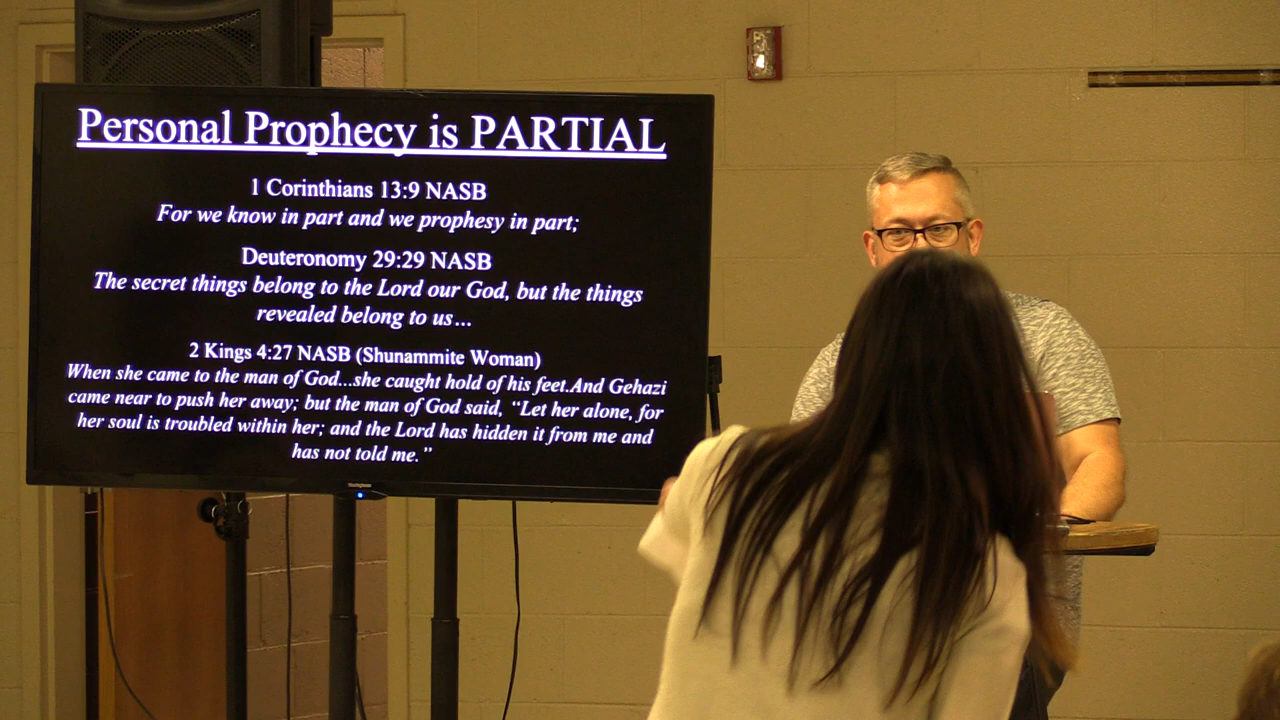 Personal Prophecy is PARTIAL
1 Corinthians 13:9 NASB
For we know in part and we prophesy in part;
Deuteronomy 29:29 NASB
The secret things belong to the Lord our God, but the things
revealed belong to us...
2 Kings 4:27 NASB (Shunammite Woman)
When she came to the man of God...she caught hold of his feet.And Gehazi
came near to push her away; but the man of God said, “Let her alone, for
her soul is troubled within her; and the Lord has hidden it from me and
has not told me.”
Westinghouse